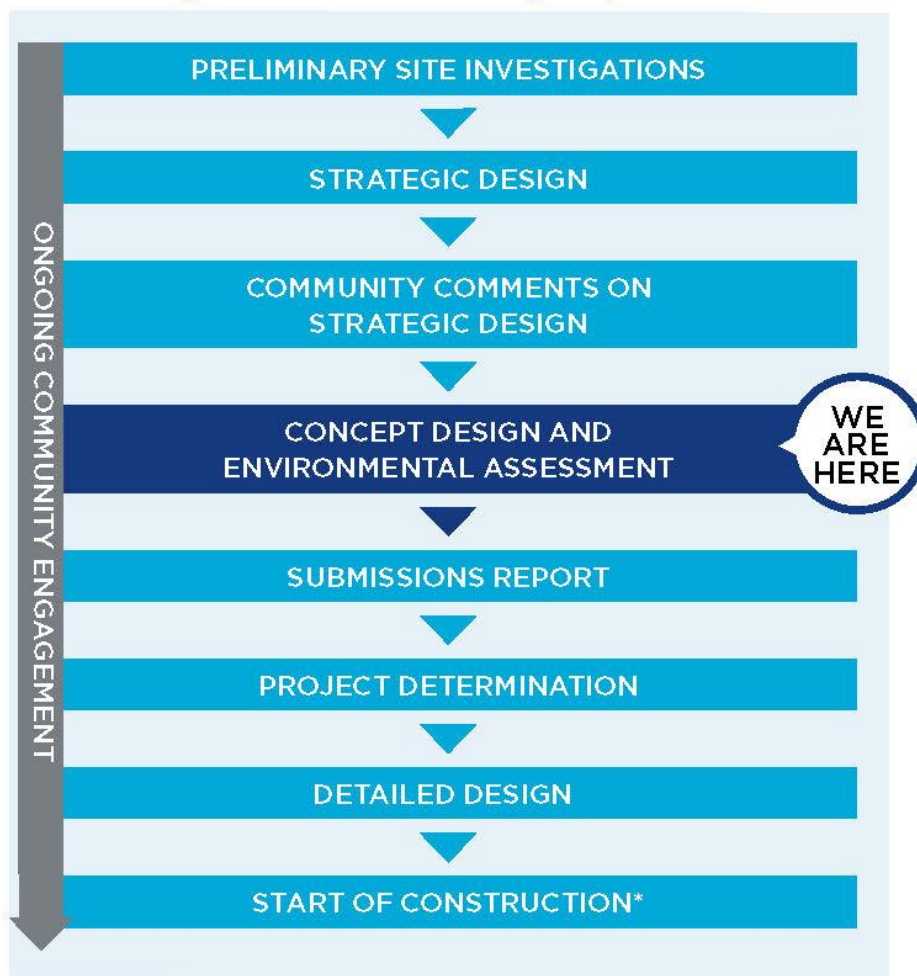 PRELIMINARY SITE INVESTIGATIONS
STRATEGIC DESIGN
COMMUNITY COMMENTS ON
STRATEGIC DESIGN
CONCEPT DESIGN AND
ENVIRONMENTAL ASSESSMENT
WE
ARE
HERE
SUBMISSIONS REPORT
PROJECT DETERMINATION
DETAILED DESIGN
START OF CONSTRUCTION*
ONGOING COMMUNITY ENGAGEMENT